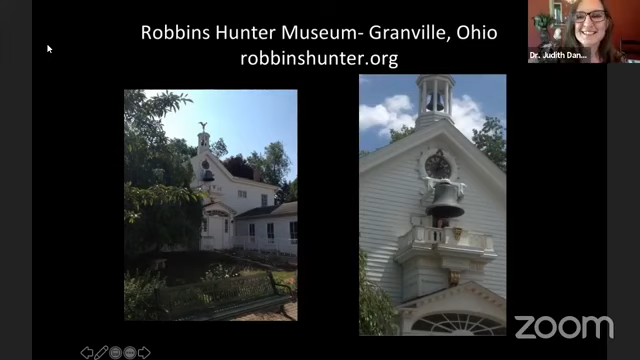 Robbins Hunter Museum- Granville, Ohio
robbinshunter.org
Dr. Judith Dan...
zoom